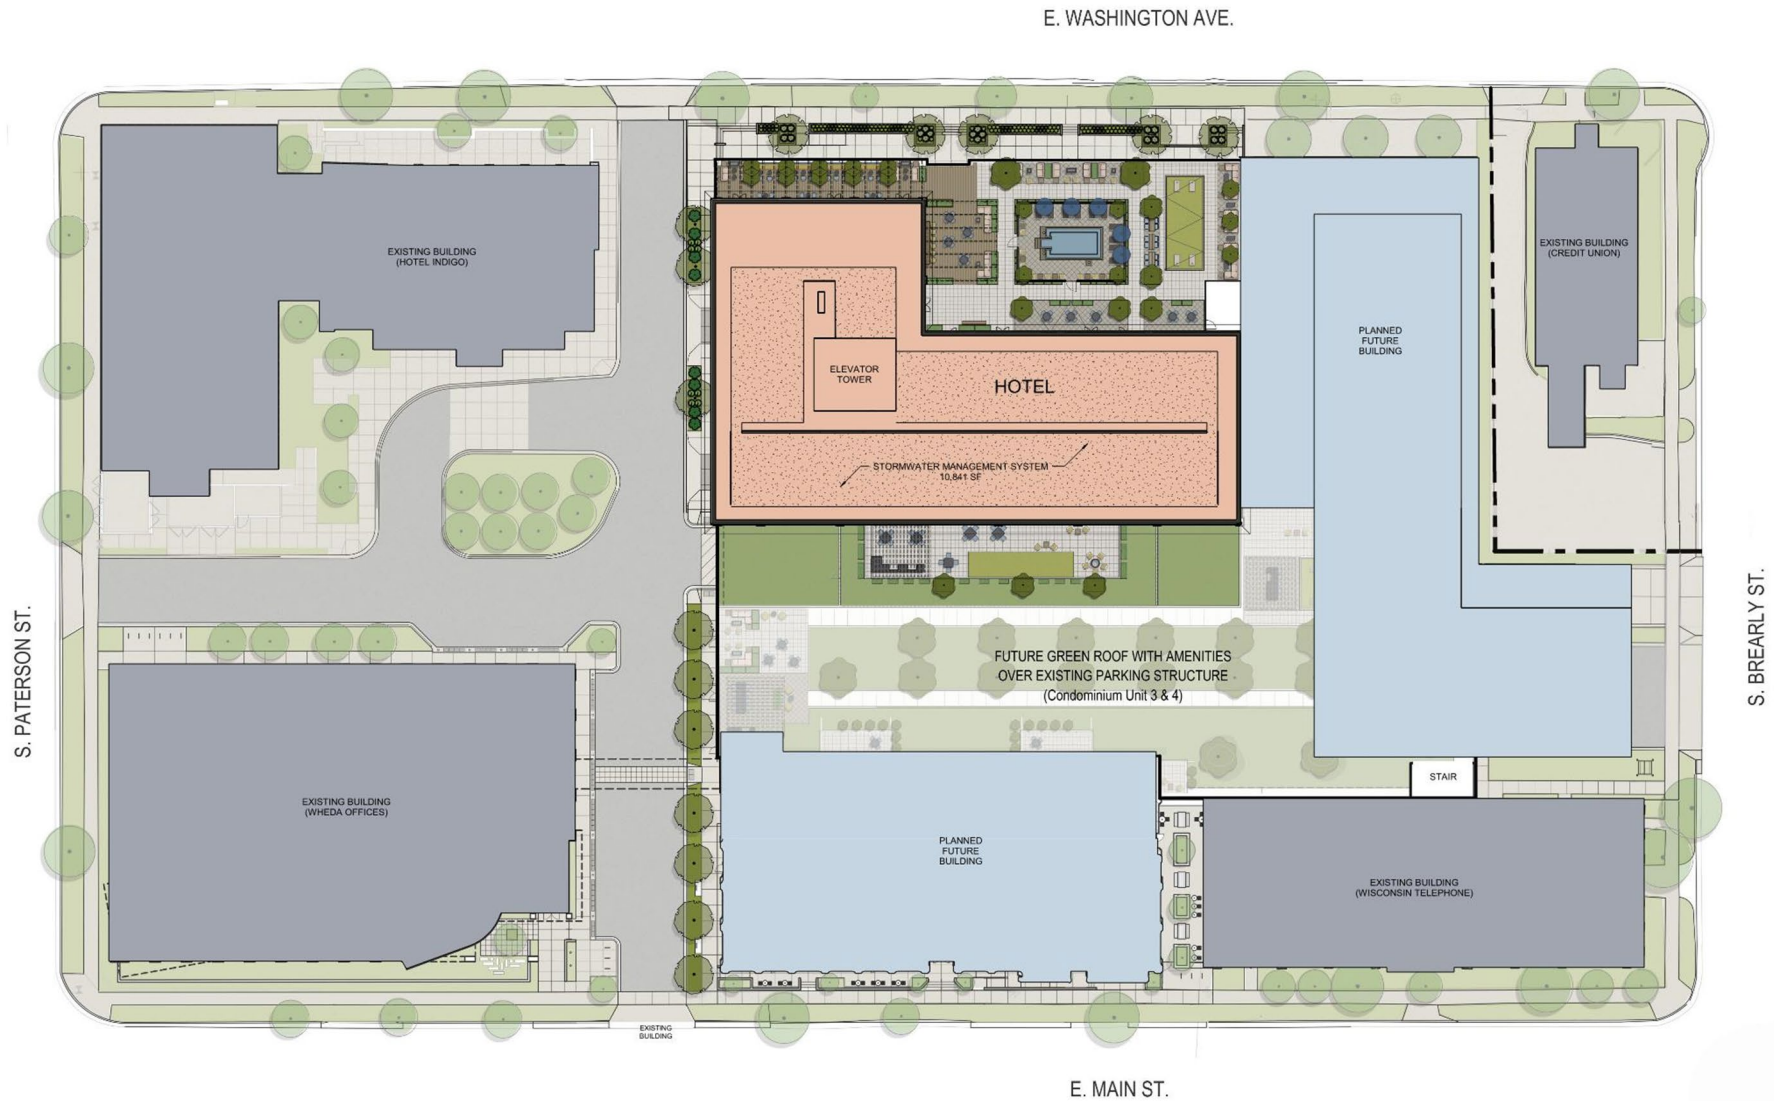 E. WASHINGTON AVE.
EXISTING BUILDING
(HOTEL INDIGO)
EXISTING BUILDING
(CREDIT UNION)
PLANNED
FUTURE
BUILDING
ELEVATOR
TOWER
HOTEL
STORMWATER MANAGEMENT SYSTEM
10,841 SF
S. PATERSON ST.
S. BREARLY ST.
FUTURE GREEN ROOF WITH AMENITIES
OVER EXISTING PARKING STRUCTURE
(Condominium Unit 3 & 4)
STAIR
EXISTING BUILDING
(WHEDA OFFICES)
PLANNED
FUTURE
BUILDING
EXISTING BUILDING
(WISCONSIN TELEPHONE)
EXISTING
BUILDING
E. MAIN ST.